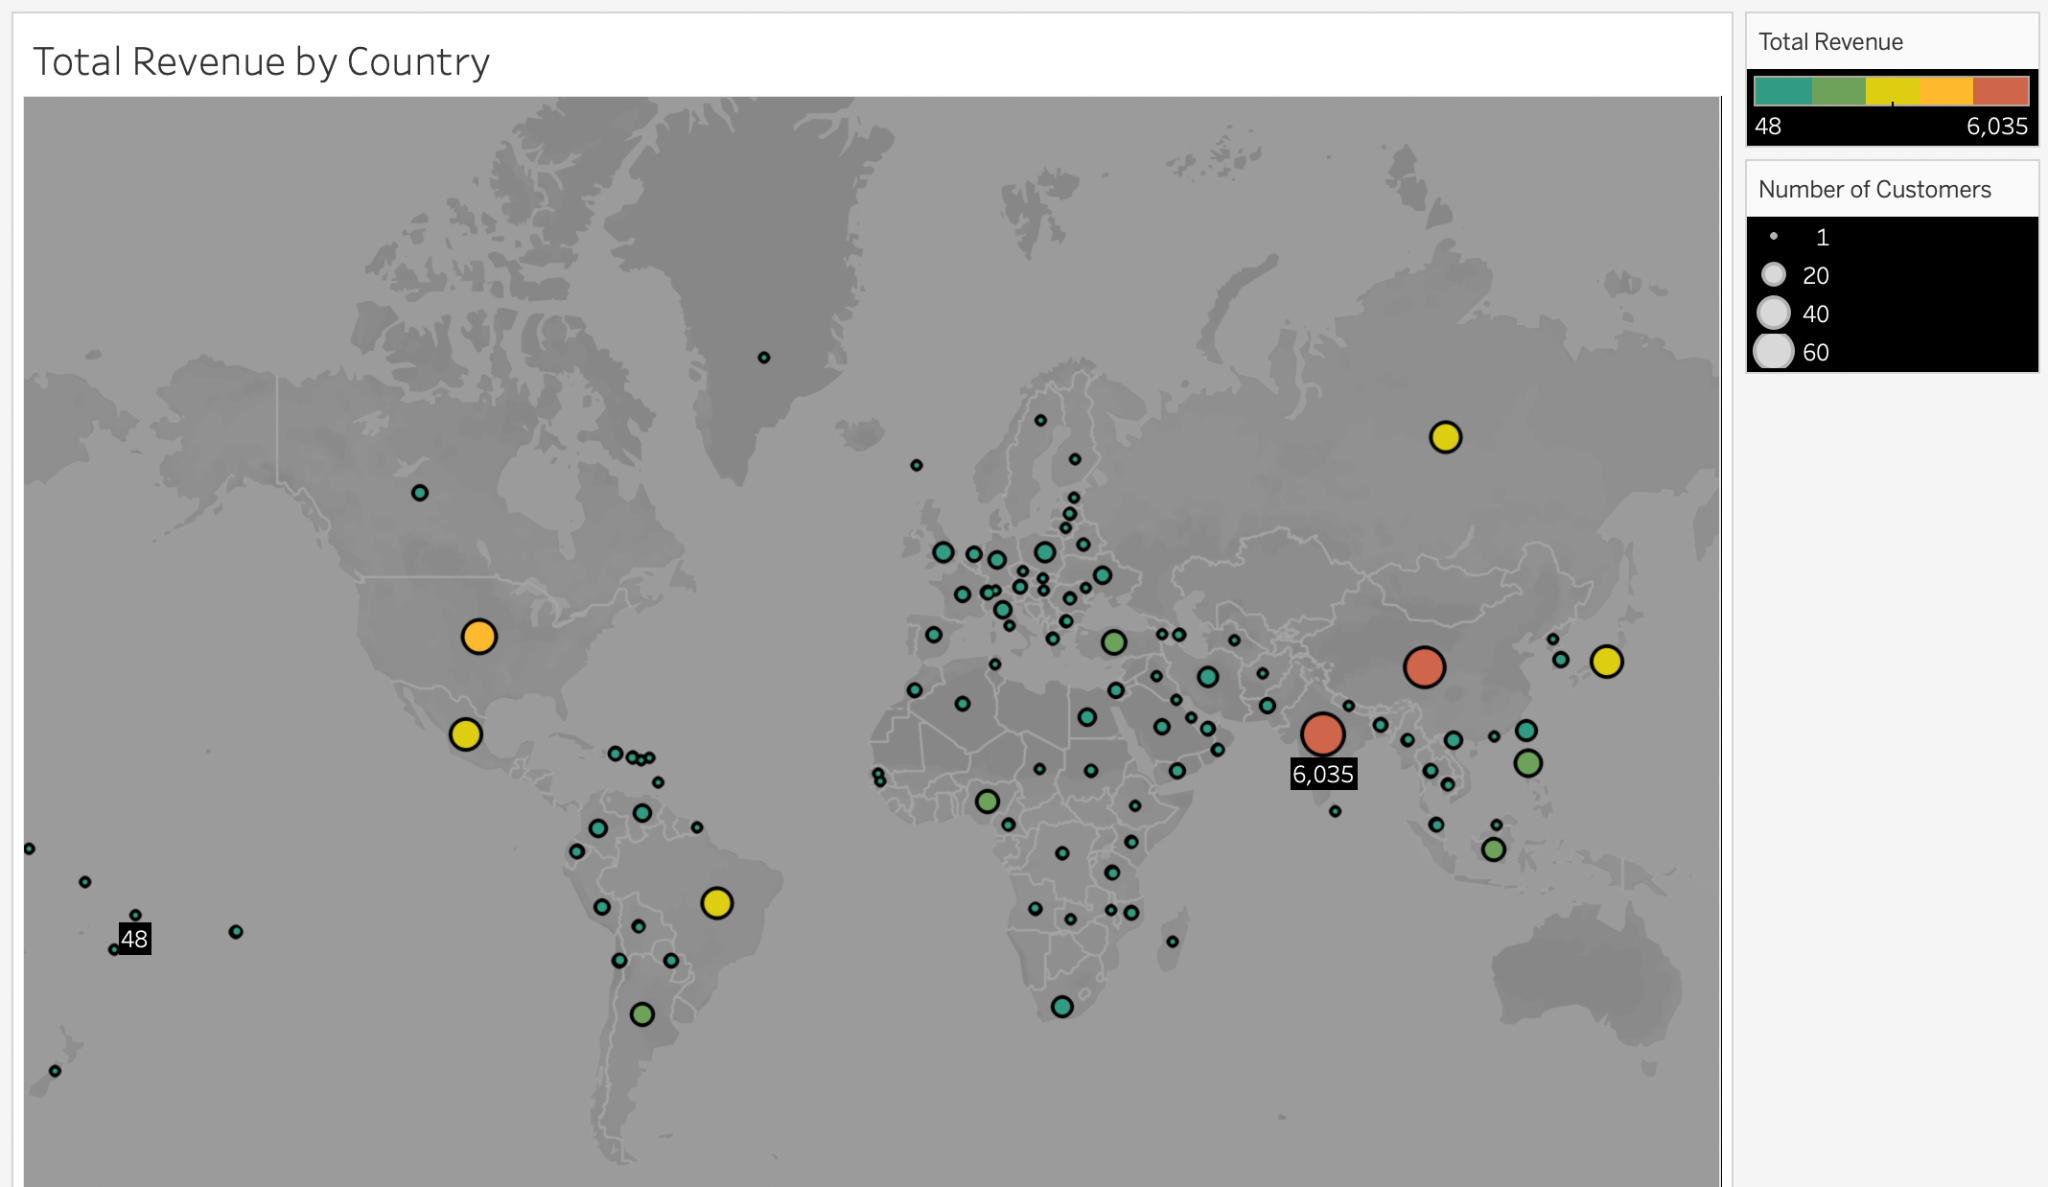 Total Revenue by Country
6,035
48
Total Revenue
48 6,035
Number of Customers
1
20
40
60